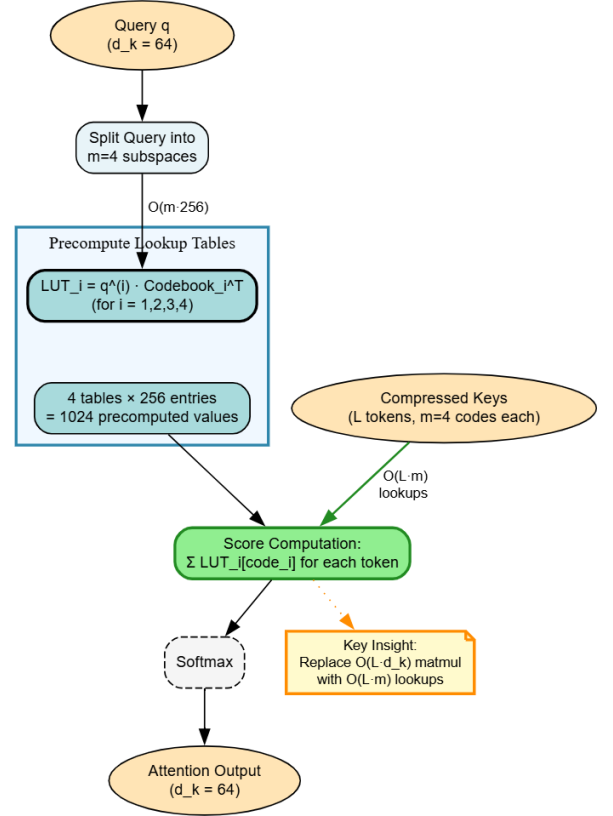 Query q
(d_k = 64)
Split Query into
m=4 subspaces
O(m·256)
Precompute Lookup Tables
LUT_i = q^(i) · Codebook_i^T
(for i = 1,2,3,4)
4 tables × 256 entries
= 1024 precomputed values
Compressed Keys
(L tokens, m=4 codes each)
O(L·m)
lookups
Score Computation:
Σ LUT_i[code_i] for each token
Key Insight:
Replace O(L·d_k) matmul
with O(L·m) lookups
Softmax
Attention Output
(d_k = 64)